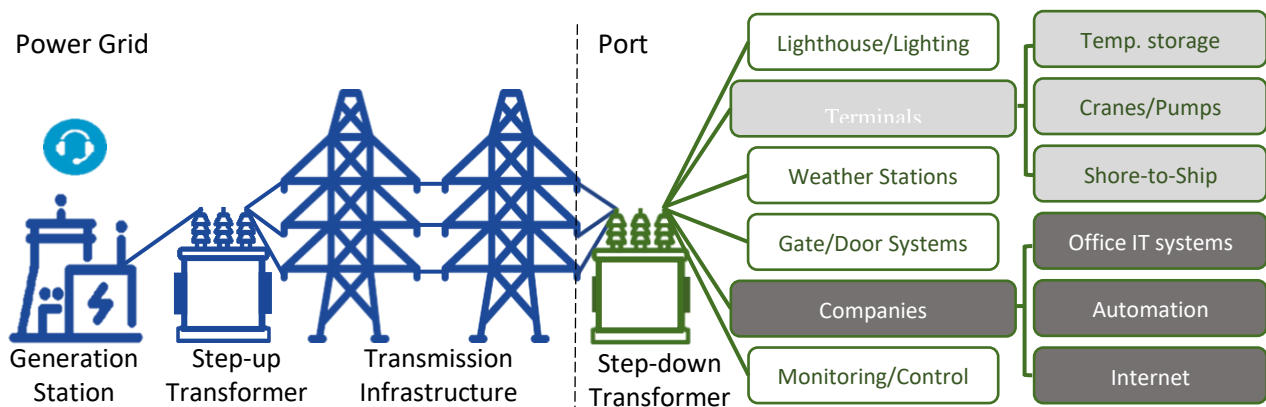 Power Grid
Port
Generation
Station
Step-up
Transformer
Transmission
Infrastructure
Step-down
Transformer
Lighthouse/Lighting
Terminals
Weather Stations
Gate/Door Systems
Companies
Monitoring/Control
Temp. storage
Cranes/Pumps
Shore-to-Ship
Office IT systems
Automation
Internet